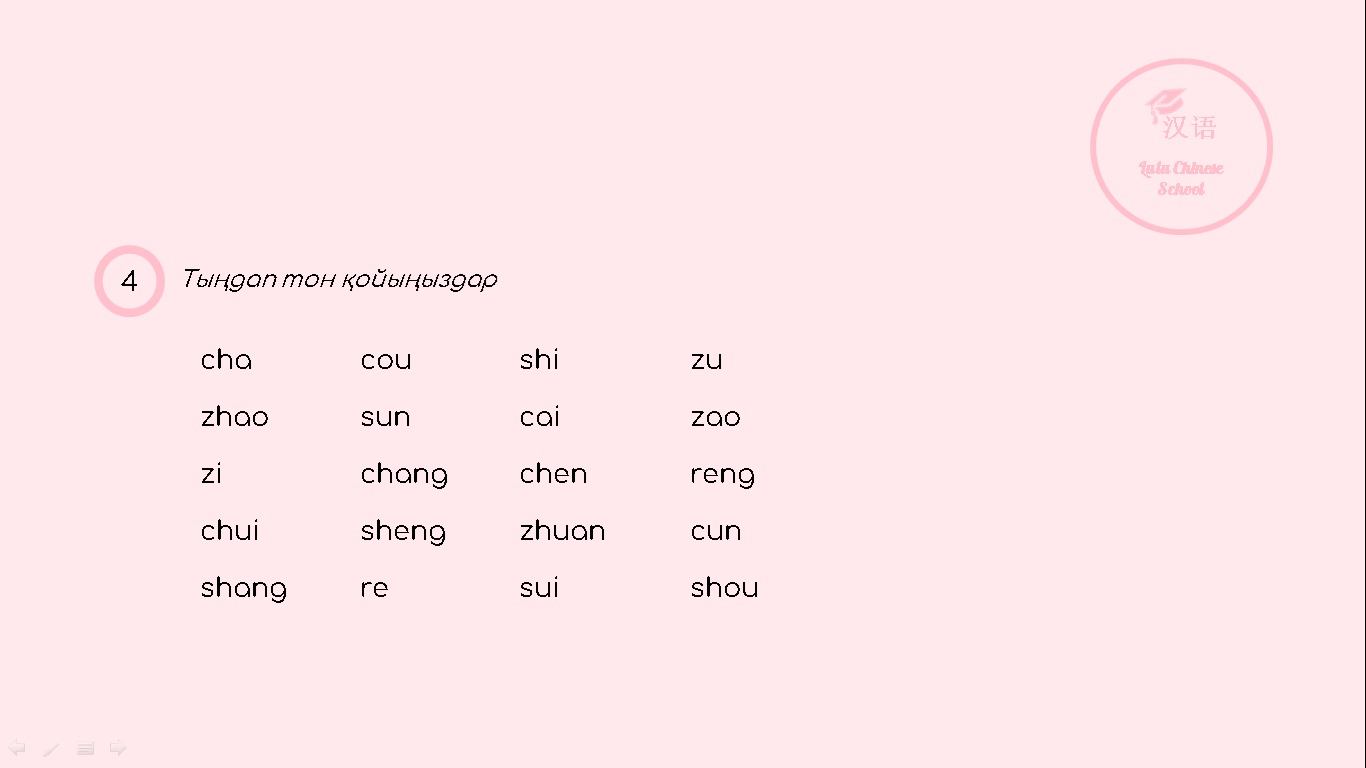 汉语
Lulu Chinese
School
4 Тыңдап тон қойыңыздар
cha cou shi zu
zhao sun cai zao
zi chang chen reng
chui sheng zhuan cun
shang re sui shou